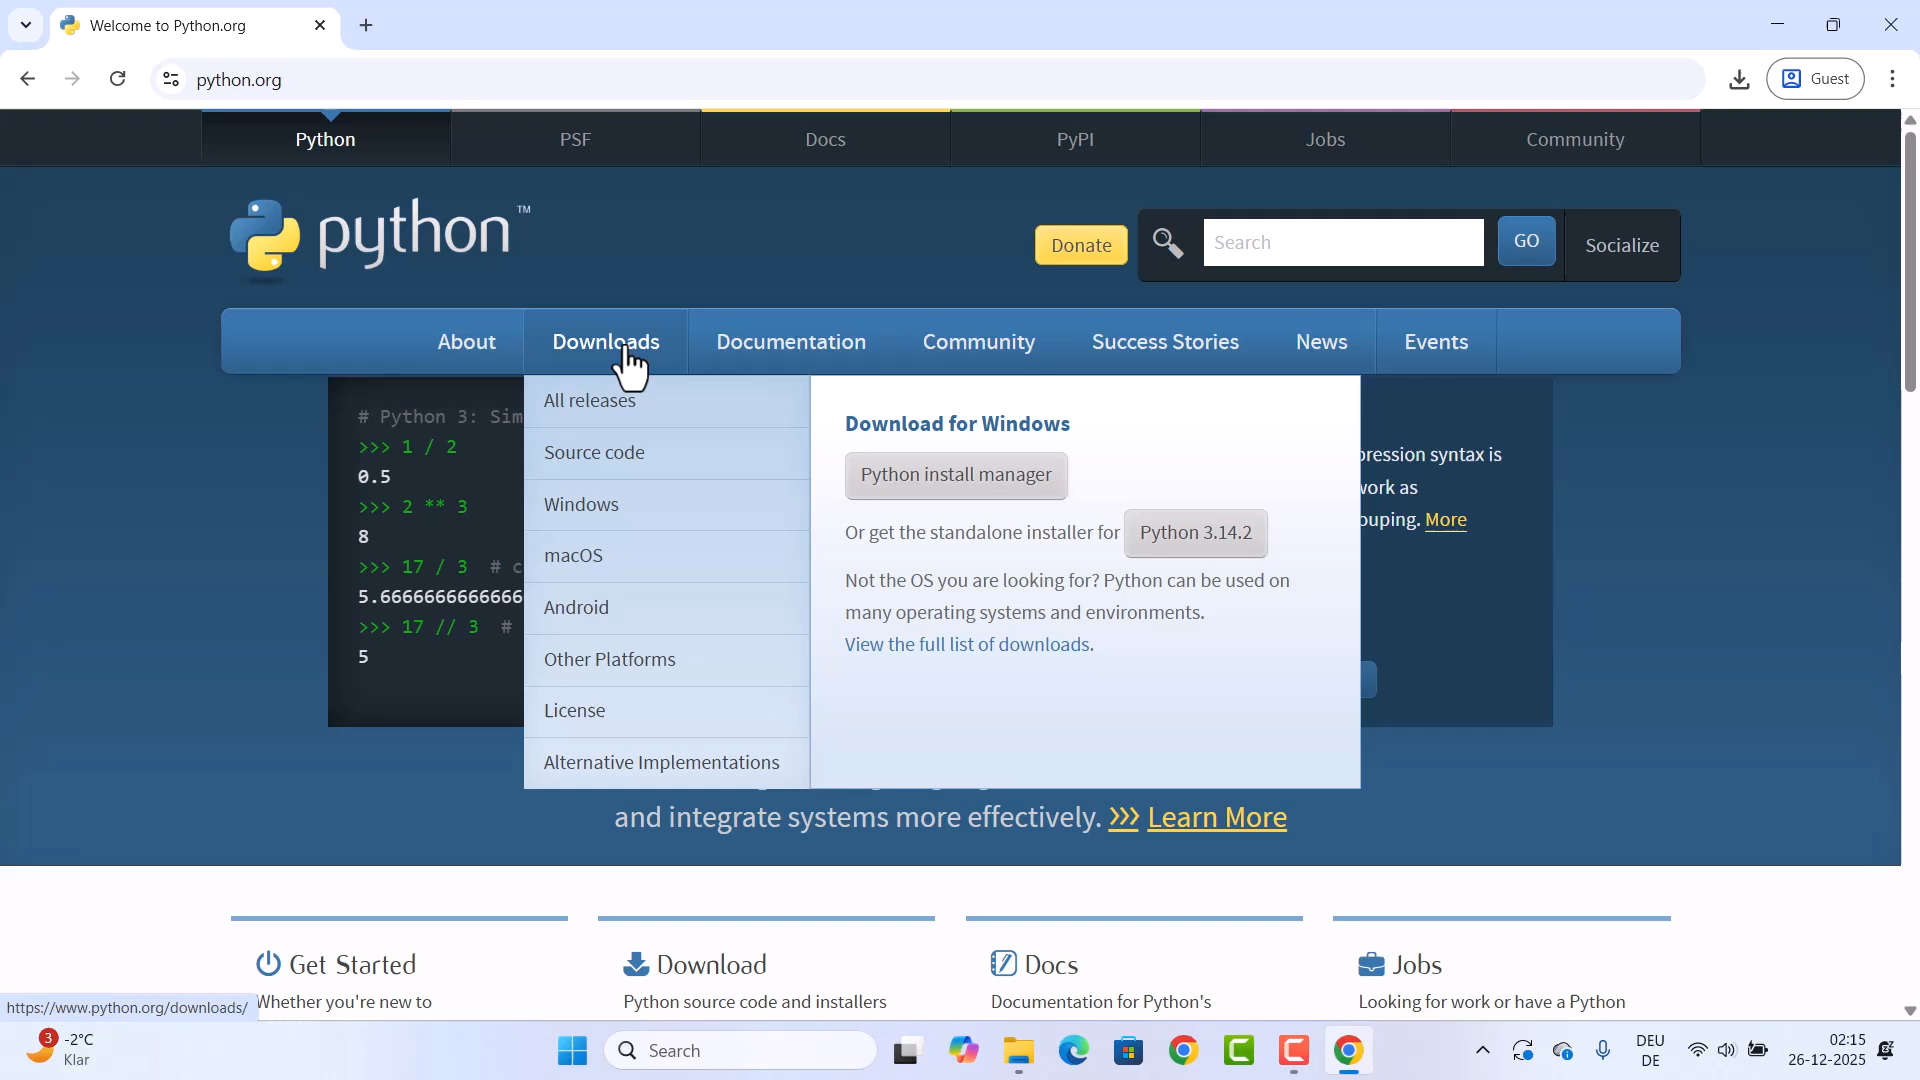 Welcome to Python.org
python.org
Guest
Python
PSF
Docs
PyPI
Jobs
Community
python™
Donate
Search
GO
Socialize
About
Downloads
Documentation
Community
Success Stories
News
Events
# Python 3: Sim
>>> 1 / 2
0.5
>>> 2 ** 3
8
>>> 17 / 3 # c
5.6666666666666
>>> 17 // 3 #
5
All releases
Source code
Windows
macOS
Android
Other Platforms
License
Alternative Implementations
Download for Windows
Python install manager
Or get the standalone installer for Python 3.14.2
Not the OS you are looking for? Python can be used on
many operating systems and environments.
View the full list of downloads.
pression syntax is
work as
ouping. More
and integrate systems more effectively. >>> Learn More
Get Started
Whether you're new to
Download
Python source code and installers
Docs
Documentation for Python's
Jobs
Looking for work or have a Python
https://www.python.org/downloads/
3
-2°C
Klar
Search
DEU
DE
02:15
26-12-2025